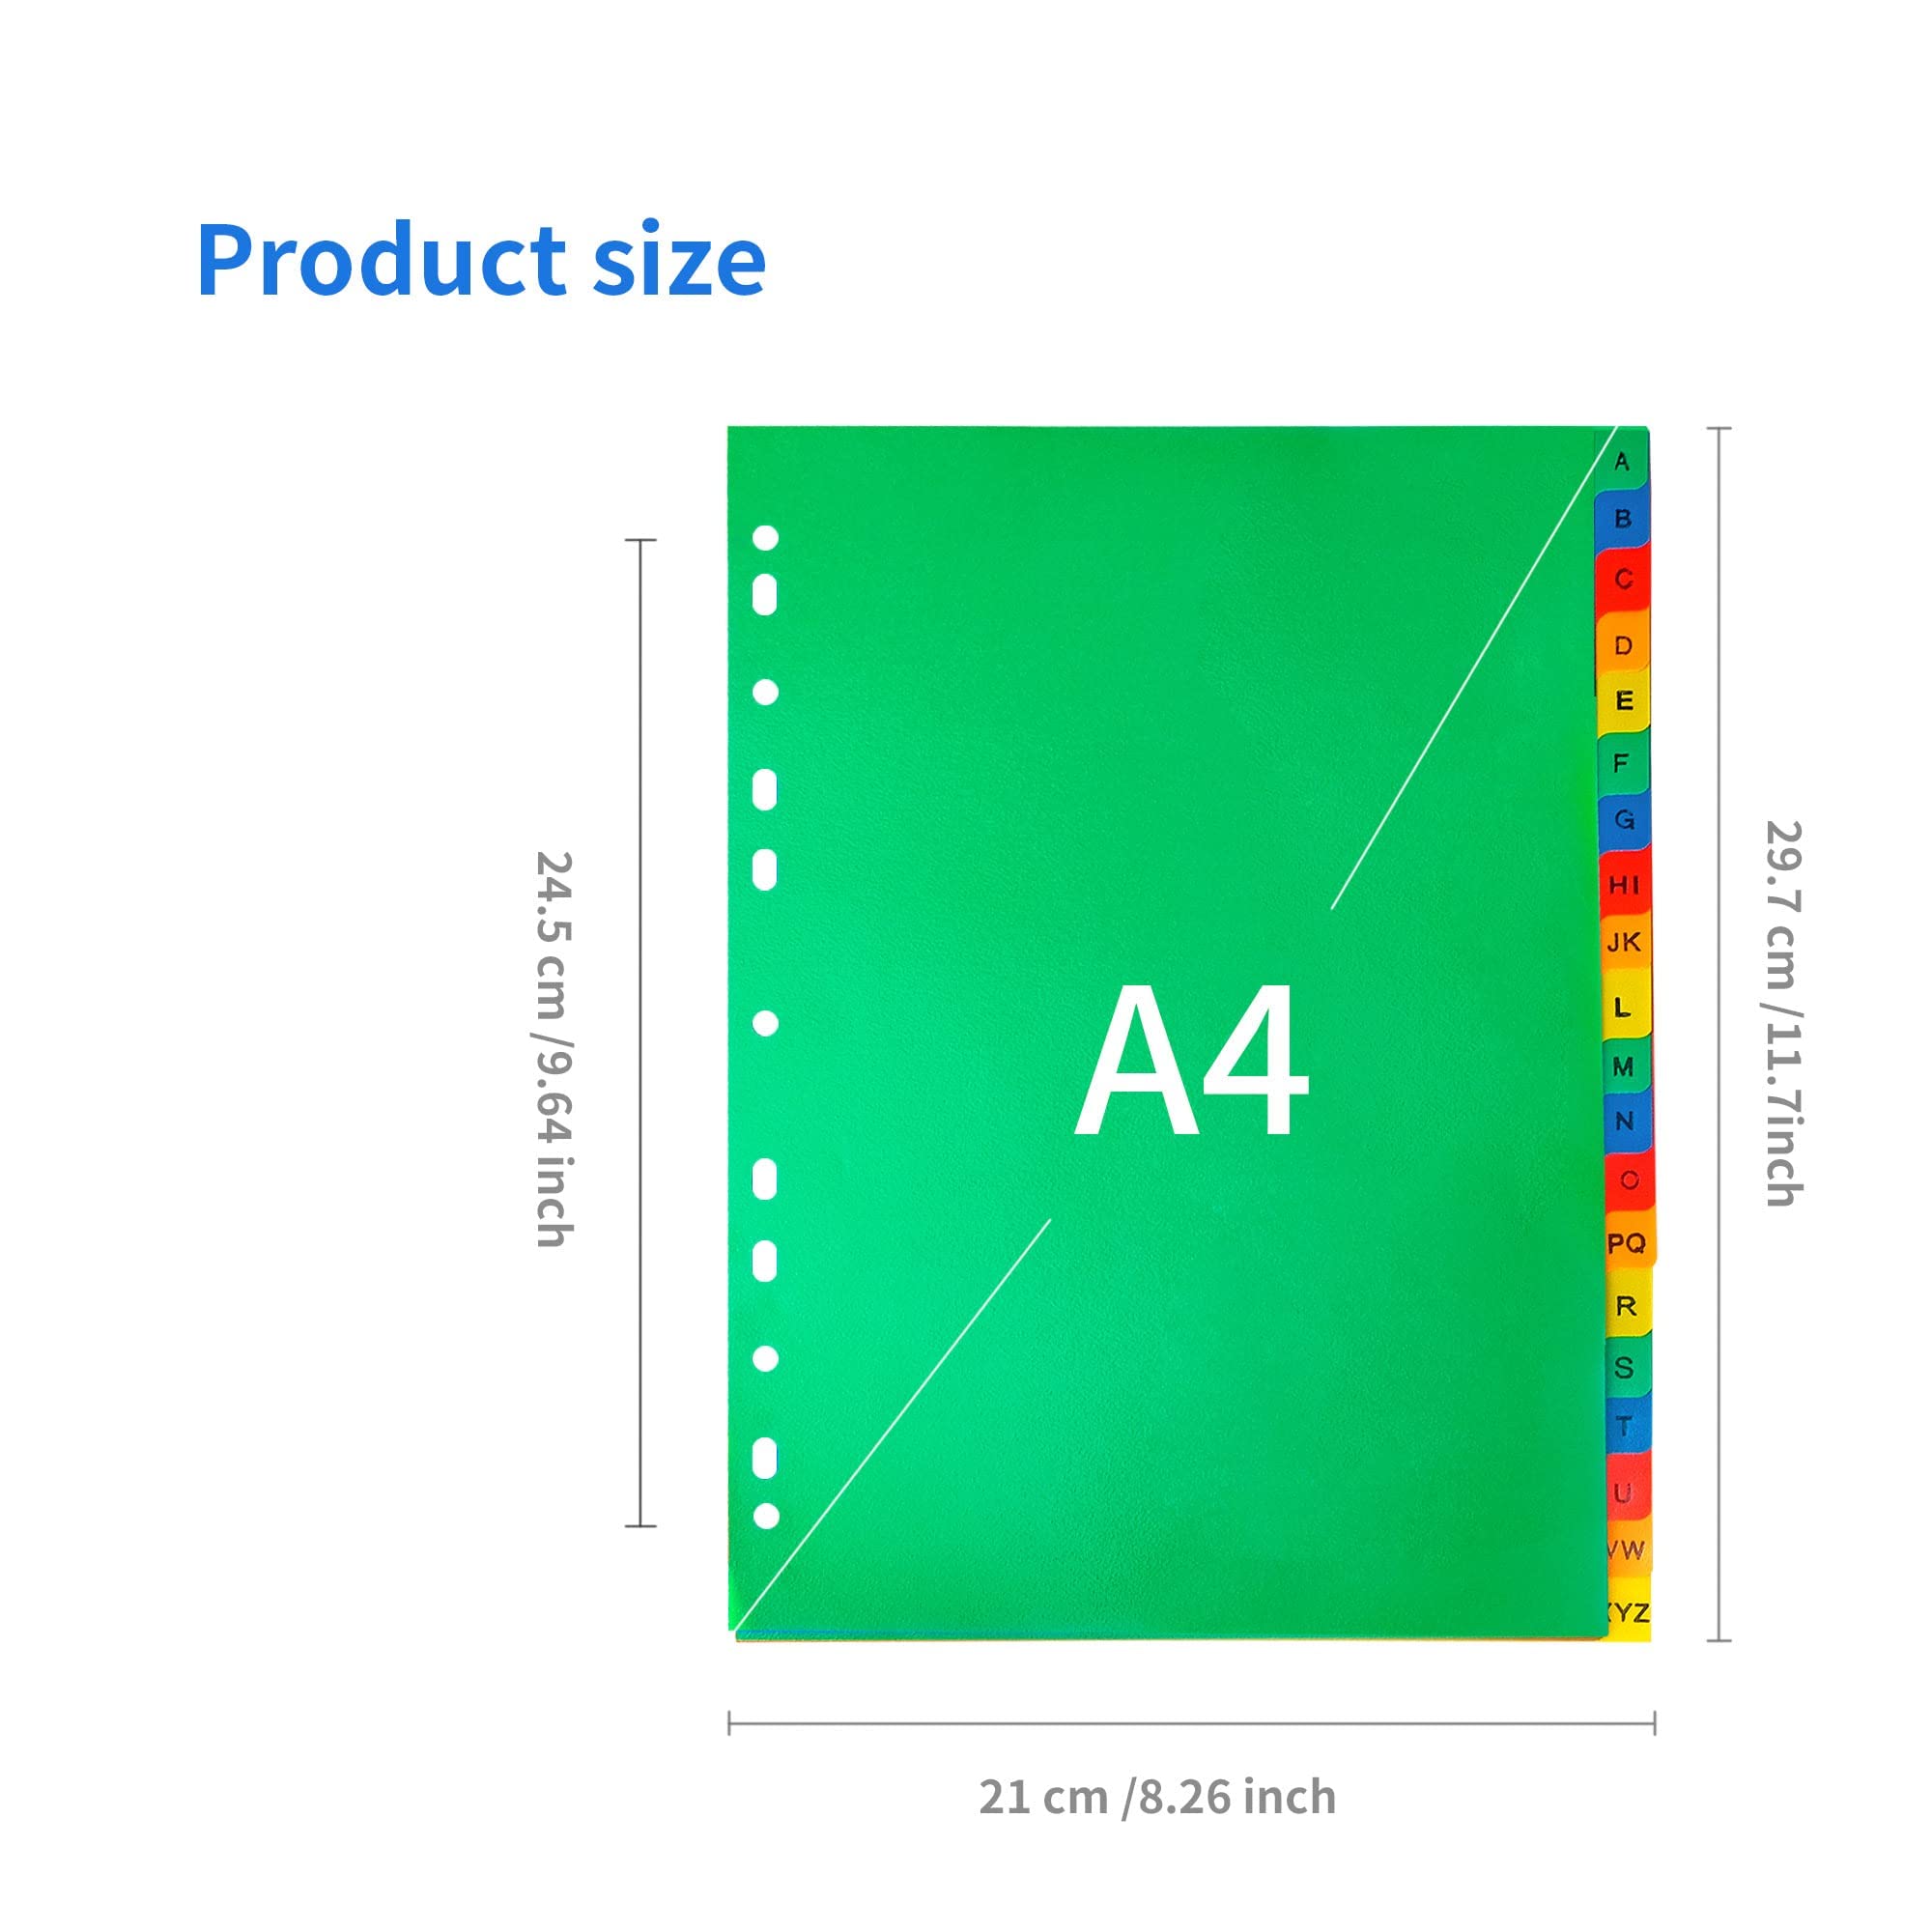 Product size
A
B
C
D
E
F
G
HI
JK
L
M
N
O
PQ
R
S
T
U
VW
XYZ
A4
24.5 cm /9.64 inch
29.7 cm /11.7inch
21 cm /8.26 inch